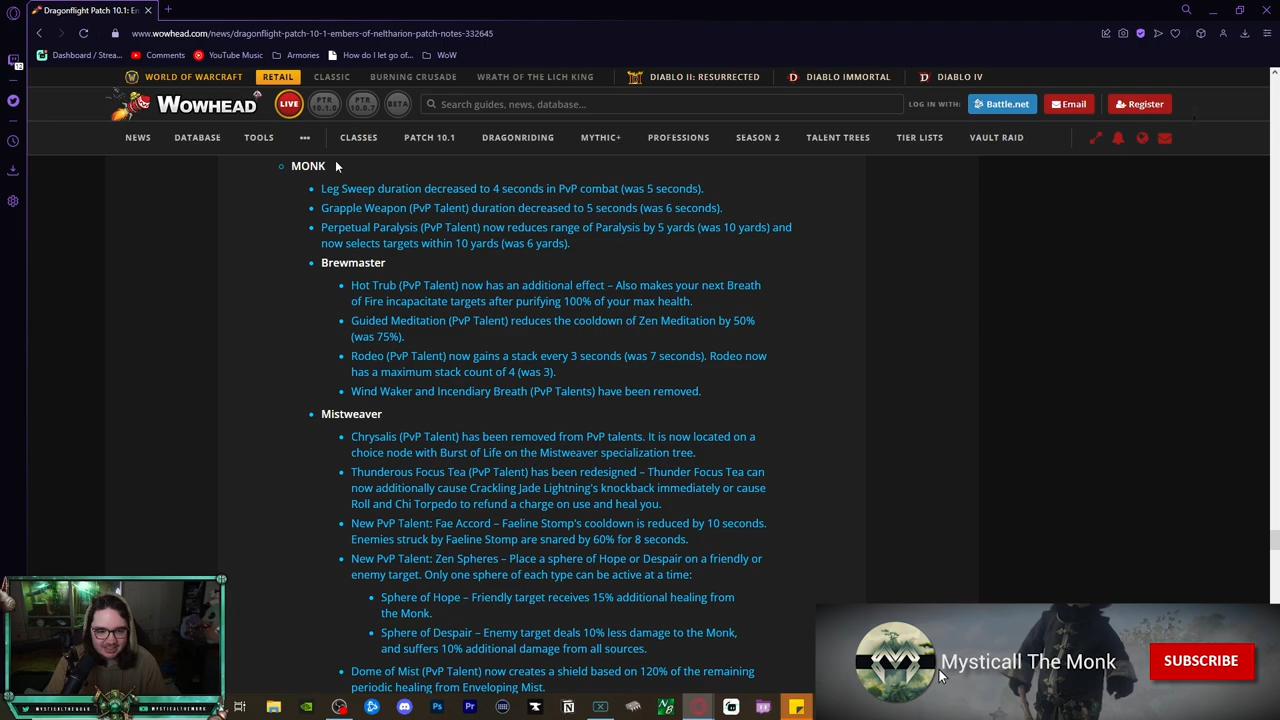 Dragonflight Patch 10.1: Embers
www.wowhead.com/news/dragonflight-patch-10-1-embers-of-neltharion-patch-notes-332645
Dashboard / Strea... Comments YouTube Music Armories How do I let go of... WoW
WORLD OF WARCRAFT RETAIL CLASSIC BURNING CRUSADE WRATH OF THE LICH KING DIABLO II: RESURRECTED DIABLO IMMORTAL DIABLO IV
WOWHEAD LIVE PTR 10.1.0 PTR 10.0.7 BETA Search guides, news, database... LOG IN WITH: Battle.net Email Register
NEWS DATABASE TOOLS ••• CLASSES PATCH 10.1 DRAGONRIDING MYTHIC+ PROFESSIONS SEASON 2 TALENT TREES TIER LISTS VAULT RAID
MONK
Leg Sweep duration decreased to 4 seconds in PvP combat (was 5 seconds).
Grapple Weapon (PvP Talent) duration decreased to 5 seconds (was 6 seconds).
Perpetual Paralysis (PvP Talent) now reduces range of Paralysis by 5 yards (was 10 yards) and
now selects targets within 10 yards (was 6 yards).
Brewmaster
Hot Trub (PvP Talent) now has an additional effect – Also makes your next Breath
of Fire incapacitate targets after purifying 100% of your max health.
Guided Meditation (PvP Talent) reduces the cooldown of Zen Meditation by 50%
(was 75%).
Rodeo (PvP Talent) now gains a stack every 3 seconds (was 7 seconds). Rodeo now
has a maximum stack count of 4 (was 3).
Wind Waker and Incendiary Breath (PvP Talents) have been removed.
Mistweaver
Chrysalis (PvP Talent) has been removed from PvP talents. It is now located on a
choice node with Burst of Life on the Mistweaver specialization tree.
Thunderous Focus Tea (PvP Talent) has been redesigned – Thunder Focus Tea can
now additionally cause Crackling Jade Lightning's knockback immediately or cause
Roll and Chi Torpedo to refund a charge on use and heal you.
New PvP Talent: Fae Accord – Faeline Stomp's cooldown is reduced by 10 seconds.
Enemies struck by Faeline Stomp are snared by 60% for 8 seconds.
New PvP Talent: Zen Spheres – Place a sphere of Hope or Despair on a friendly or
enemy target. Only one sphere of each type can be active at a time:
Sphere of Hope – Friendly target receives 15% additional healing from
the Monk.
Sphere of Despair – Enemy target deals 10% less damage to the Monk,
and suffers 10% additional damage from all sources.
Dome of Mist (PvP Talent) now creates a shield based on 120% of the remaining
periodic healing from Enveloping Mist.
Mysticall The Monk
SUBSCRIBE